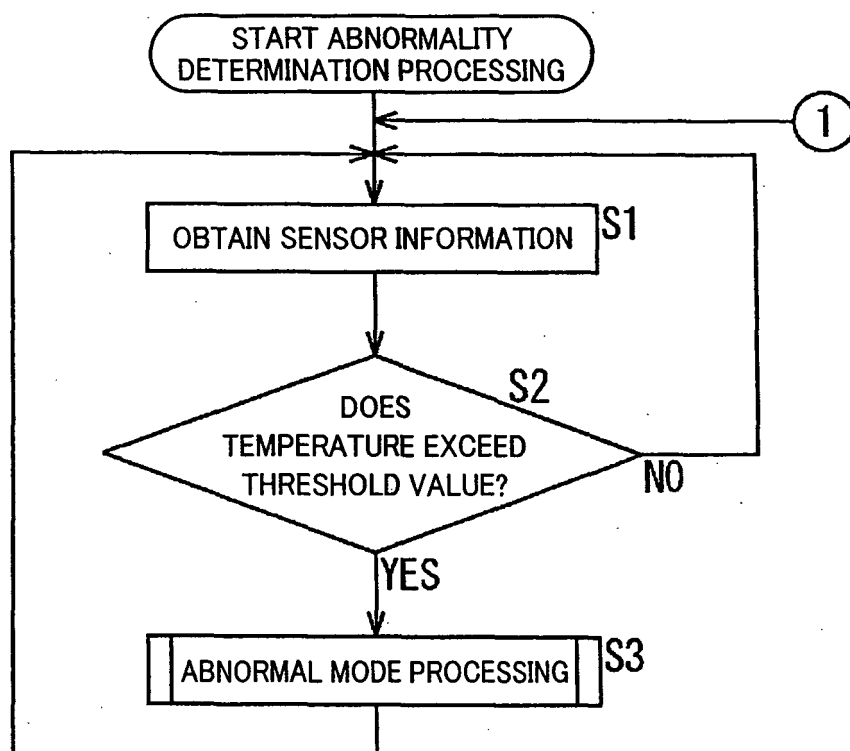 START ABNORMALITY
DETERMINATION PROCESSING
1
OBTAIN SENSOR INFORMATION
S1
S2
DOES
TEMPERATURE EXCEED
THRESHOLD VALUE?
NO
YES
ABNORMAL MODE PROCESSING
S3